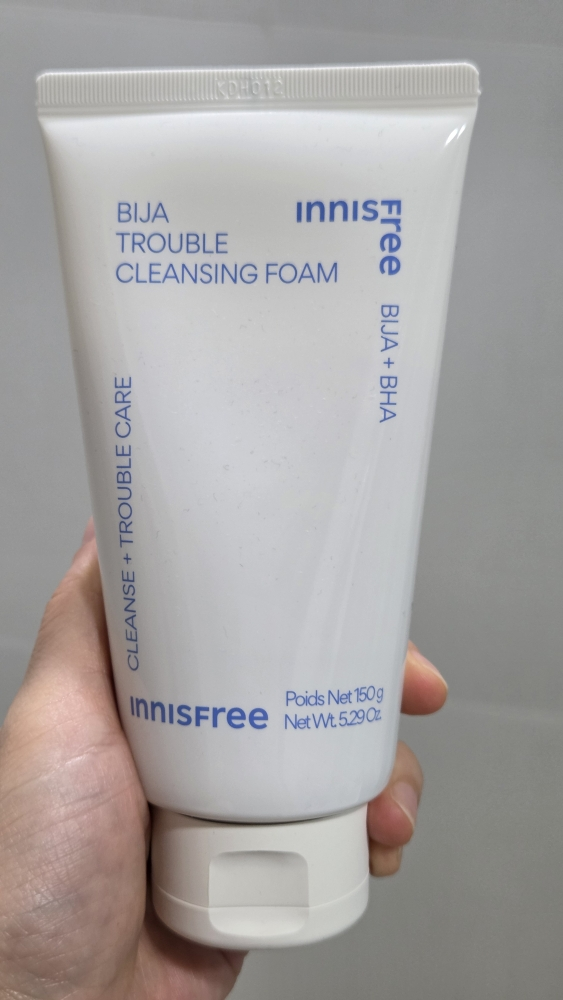 BIJA
TROUBLE
CLEANSING FOAM
innisfree
BIJA + BHA
CLEANSE + TROUBLE CARE
innisfree
Poids Net 150 g
Net Wt. 5.29 Oz.